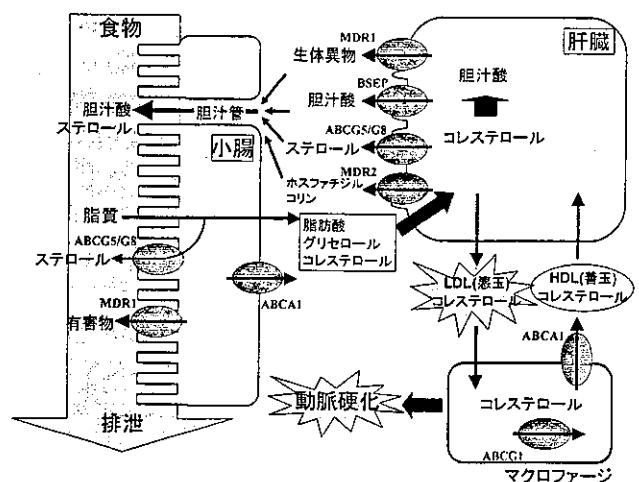 食物
MDR1
生体異物
肝臓
BSEP
胆汁酸
胆汁酸
胆汁酸
ステロール
胆汁管
ABCG5/G8
ステロール
コレステロール
小腸
MDR2
ホスファチジル
コリン
脂質
脂肪酸
グリセロール
コレステロール
ABCG5/G8
ステロール
ABCA1
LDL(悪玉)
コレステロール
HDL(善玉)
コレステロール
MDR1
有害物
ABCA1
動脈硬化
コレステロール
排泄
ABCG1
マクロファージ